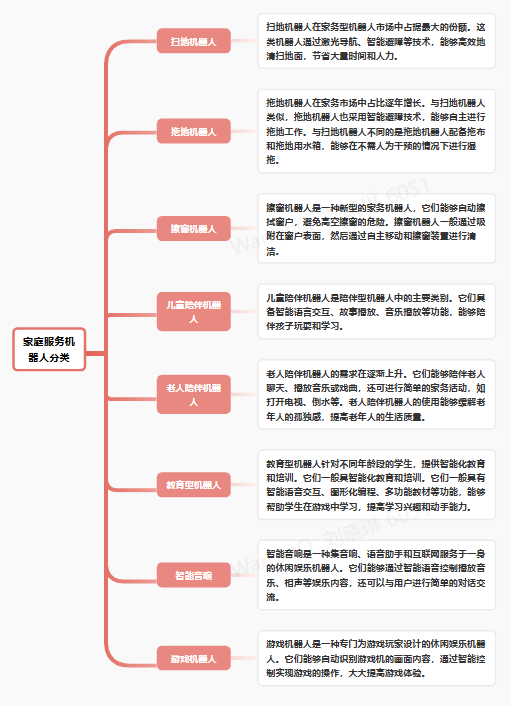 家庭服务机
器人分类
扫地机器人
扫地机器人在家务型机器人市场中占据最大的份额。这
类机器人通过激光导航、智能避障等技术，能够高效地
清扫地面，节省大量时间和人力。
拖地机器人
拖地机器人在家务市场中占比逐年增长。与扫地机器人
类似，拖地机器人也采用智能避障技术，能够自主进行
拖地工作。与扫地机器人不同的是拖地机器人配备拖布
和拖地用水箱，能够在不需人为干预的情况下进行湿
拖。
擦窗机器人
擦窗机器人是一种新型的家务机器人，它们能够自动擦
拭窗户，避免高空擦窗的危险。擦窗机器人一般通过吸
附在窗户表面，然后通过自主移动和擦窗装置进行清
洁。
儿童陪伴机器
人
儿童陪伴机器人是陪伴型机器人中的主要类别。它们具
备智能语言交互、故事播放、音乐播放等功能，能够陪
伴孩子玩耍和学习。
老人陪伴机器
人
老人陪伴机器人的需求在逐渐上升。它们能够陪伴老人
聊天、播放音乐或戏曲，还可进行简单的家务活动，如
打开电视、倒水等。老人陪伴机器人的使用能够缓解老
年人的孤独感，提高老年人的生活质量。
教育型机器人
教育型机器人针对不同年龄段的学生，提供智能化教育
和培训。它们一般具智能化教育和培训。它们一般具有
智能语音交互、图形化编程、多功能教材等功能，能够
帮助学生在游戏中学习，提高学习兴趣和动手能力。
智能音响
智能音响是一种集音响、语音助手和互联网服务于一身
的休闲娱乐机器人。它们能够通过智能语音控制播放音
乐、相声等娱乐内容，还可以与用户进行简单的对话交
流。
游戏机器人
游戏机器人是一种专门为游戏玩家设计的休闲娱乐机器
人。它们能够自动识别游戏机的画面内容，通过智能控
制实现游戏的操作，大大提高游戏体验。